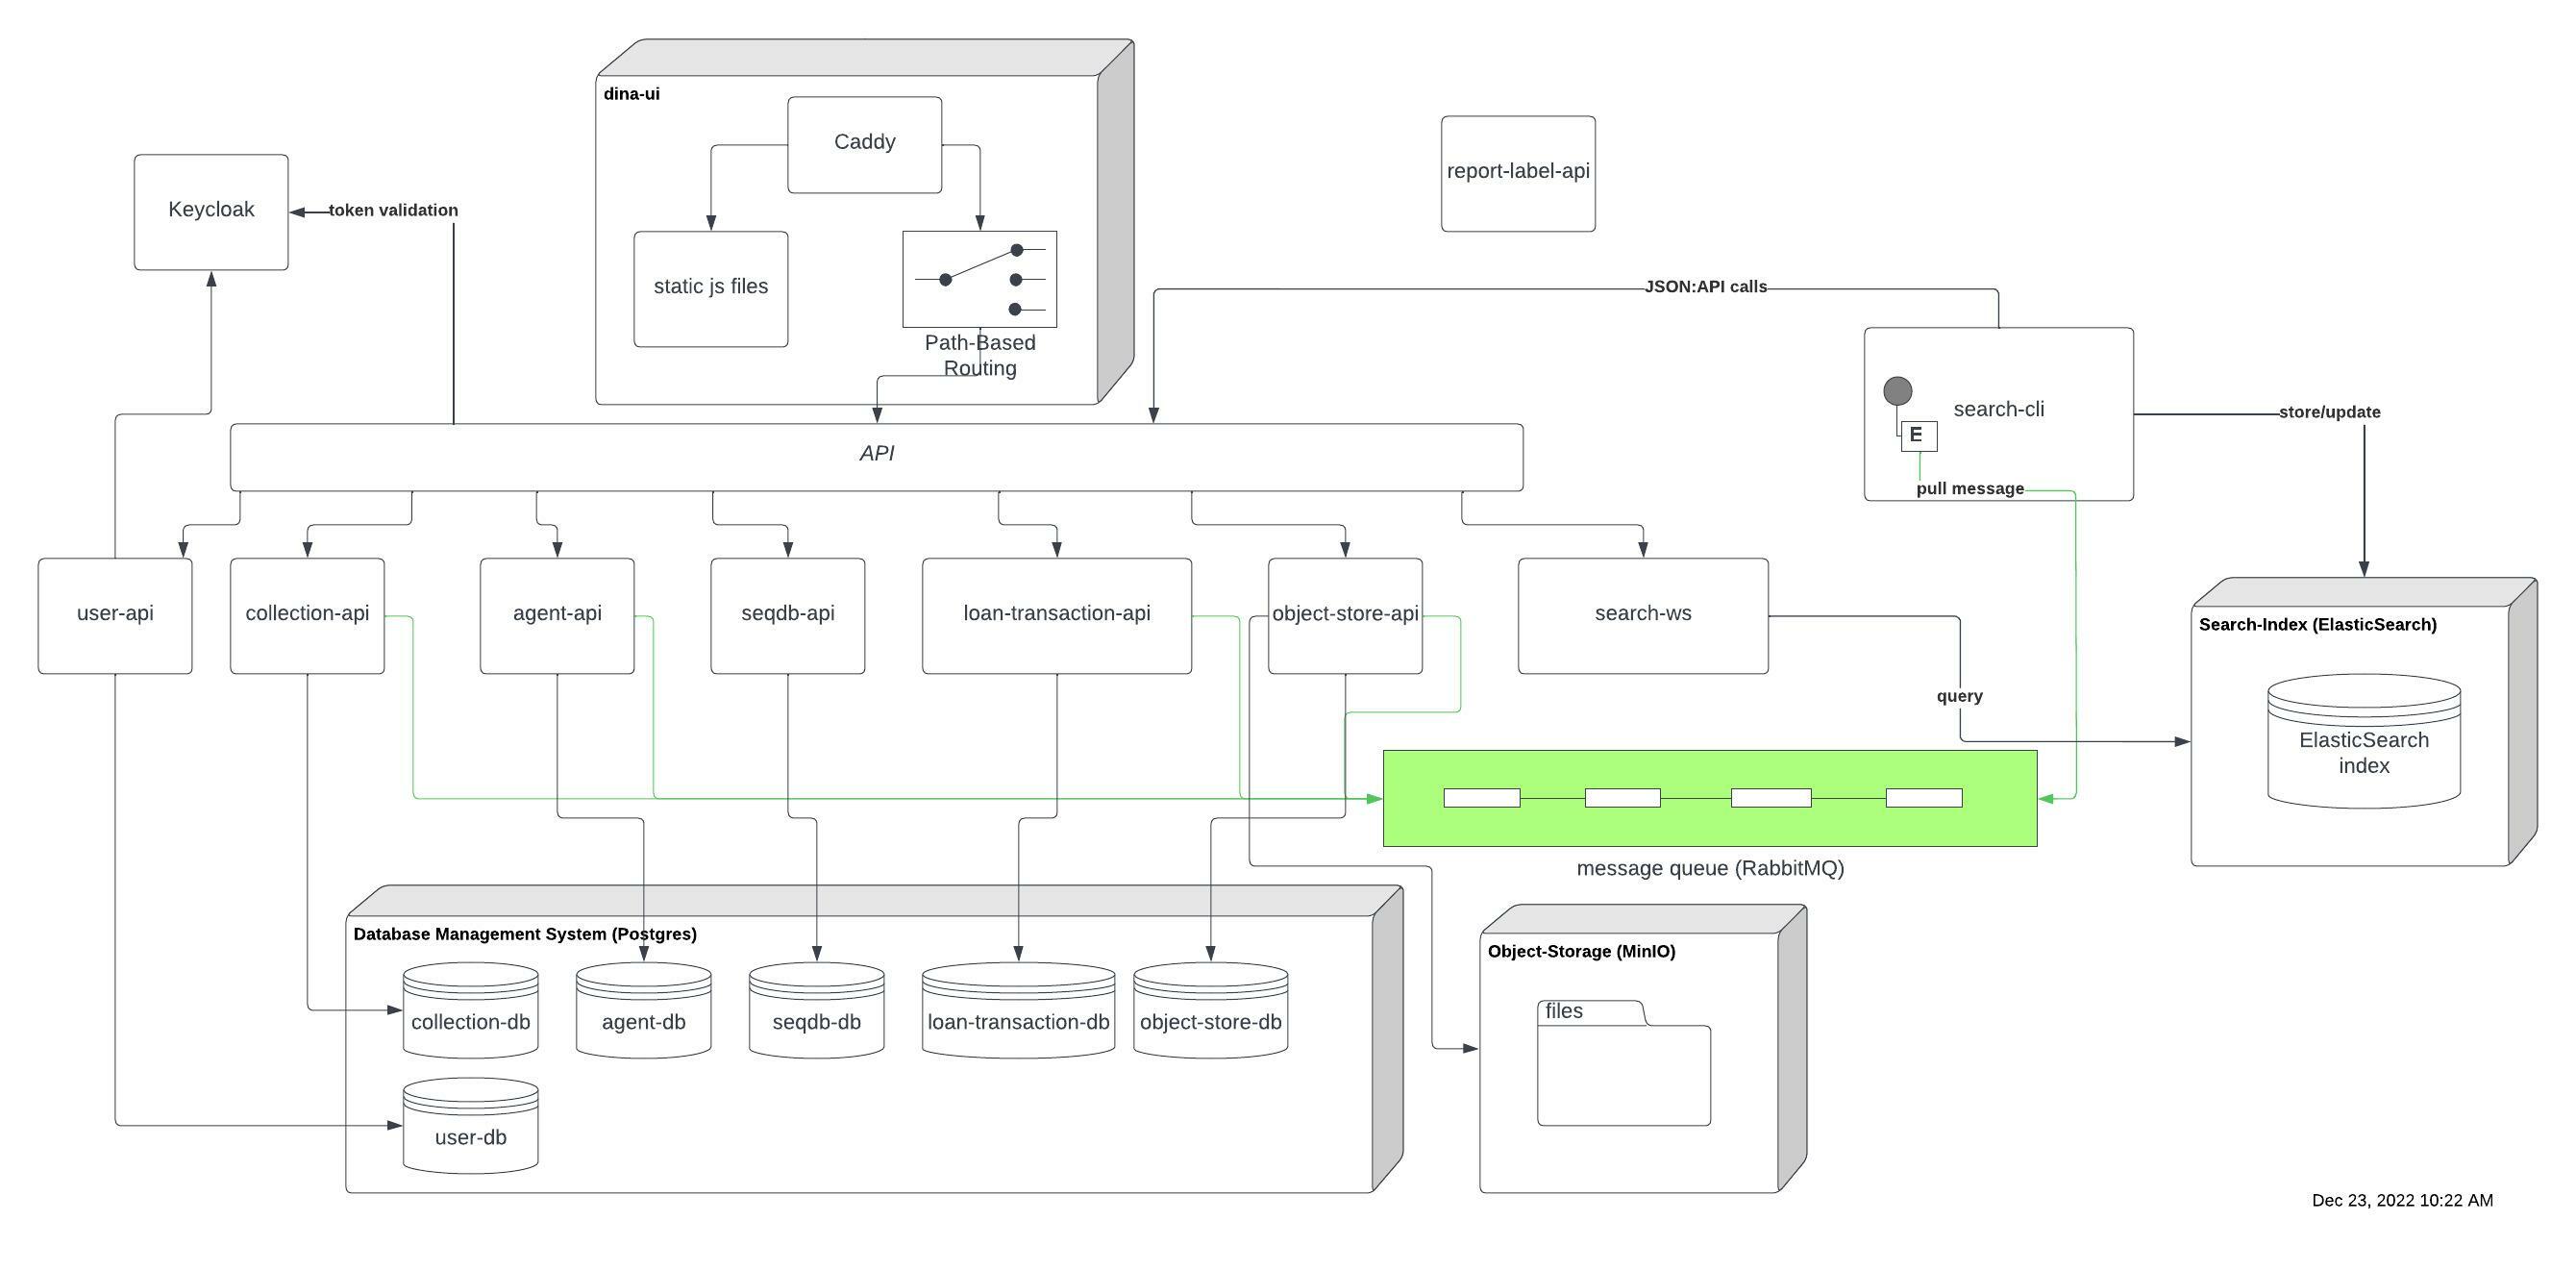 dina-ui
Caddy
report-label-api
Keycloak
token validation
static js files
JSON:API calls
Path-Based
Routing
search-cli
E
store/update
API
pull message
user-api
collection-api
agent-api
seqdb-api
loan-transaction-api
object-store-api
search-ws
Search-Index (ElasticSearch)
query
ElasticSearch
index
message queue (RabbitMQ)
Database Management System (Postgres)
Object-Storage (MinIO)
files
collection-db
agent-db
seqdb-db
loan-transaction-db
object-store-db
user-db
Dec 23, 2022 10:22 AM